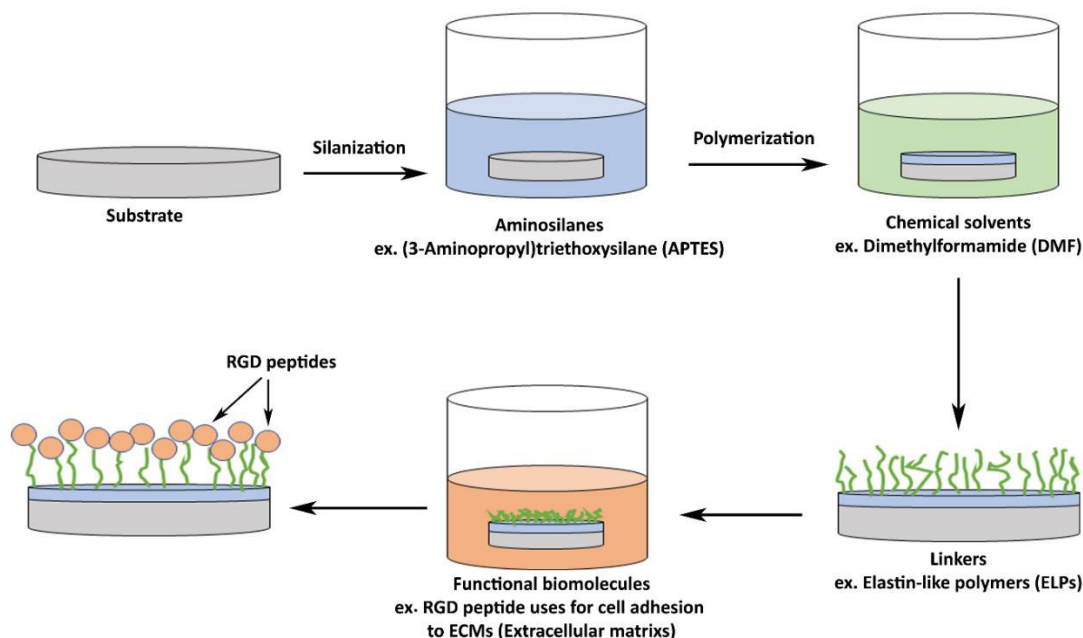 Silanization
Polymerization
Substrate
Aminosilanes
ex. (3-Aminopropyl)triethoxysilane (APTES)
Chemical solvents
ex. Dimethylformamide (DMF)
RGD peptides
Functional biomolecules
ex. RGD peptide uses for cell adhesion
to ECMs (Extracellular matrixs)
Linkers
ex. Elastin-like polymers (ELPs)